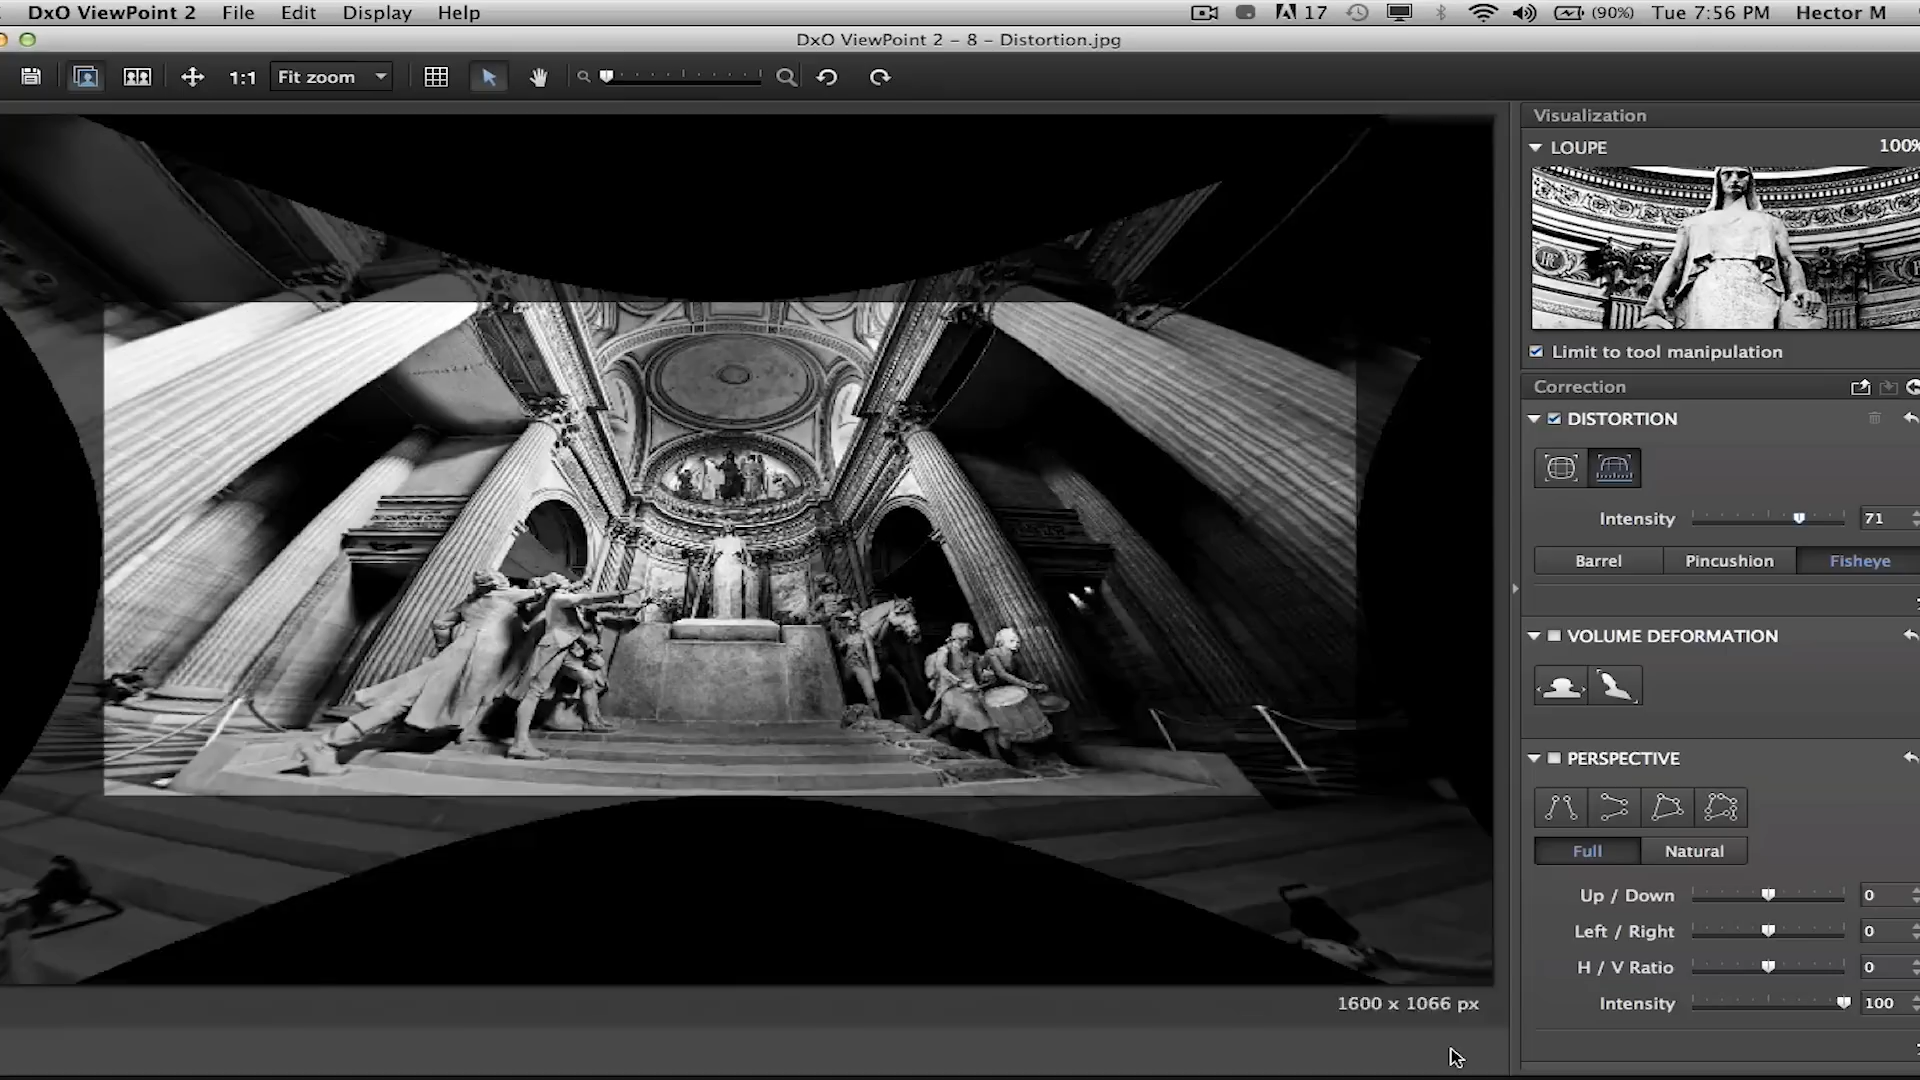 DxO ViewPoint 2 File Edit Display Help 17 (90%) Tue 7:56 PM Hector M
DxO ViewPoint 2 – 8 – Distortion.jpg
1:1 Fit zoom
Visualization
LOUPE 100%
Limit to tool manipulation
Correction
DISTORTION
Intensity 71
Barrel Pincushion Fisheye
VOLUME DEFORMATION
PERSPECTIVE
Full Natural
Up / Down 0
Left / Right 0
H / V Ratio 0
Intensity 100
1600 x 1066 px